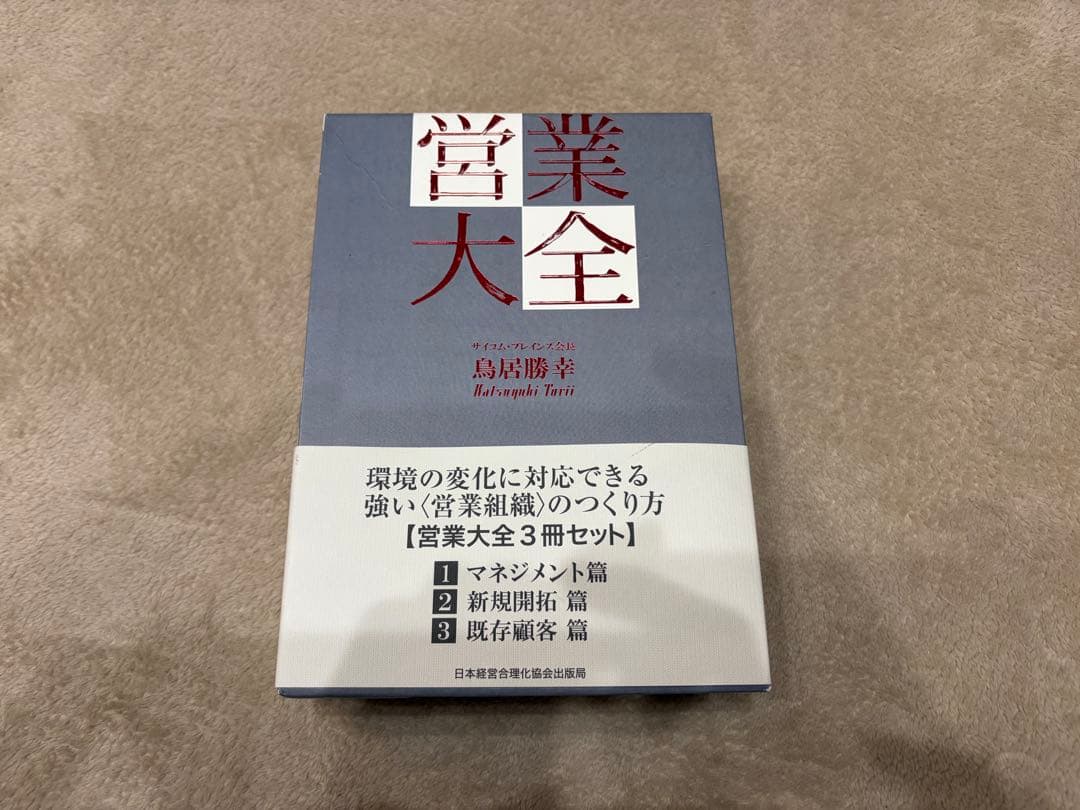 営業
大全
サイコム・ブレインズ会長
鳥居勝幸
Katsuyuki Torii
環境の変化に対応できる
強い〈営業組織〉のつくり方
【営業大全3冊セット】
1 マネジメント篇
2 新規開拓 篇
3 既存顧客 篇
日本経営合理化協会出版局